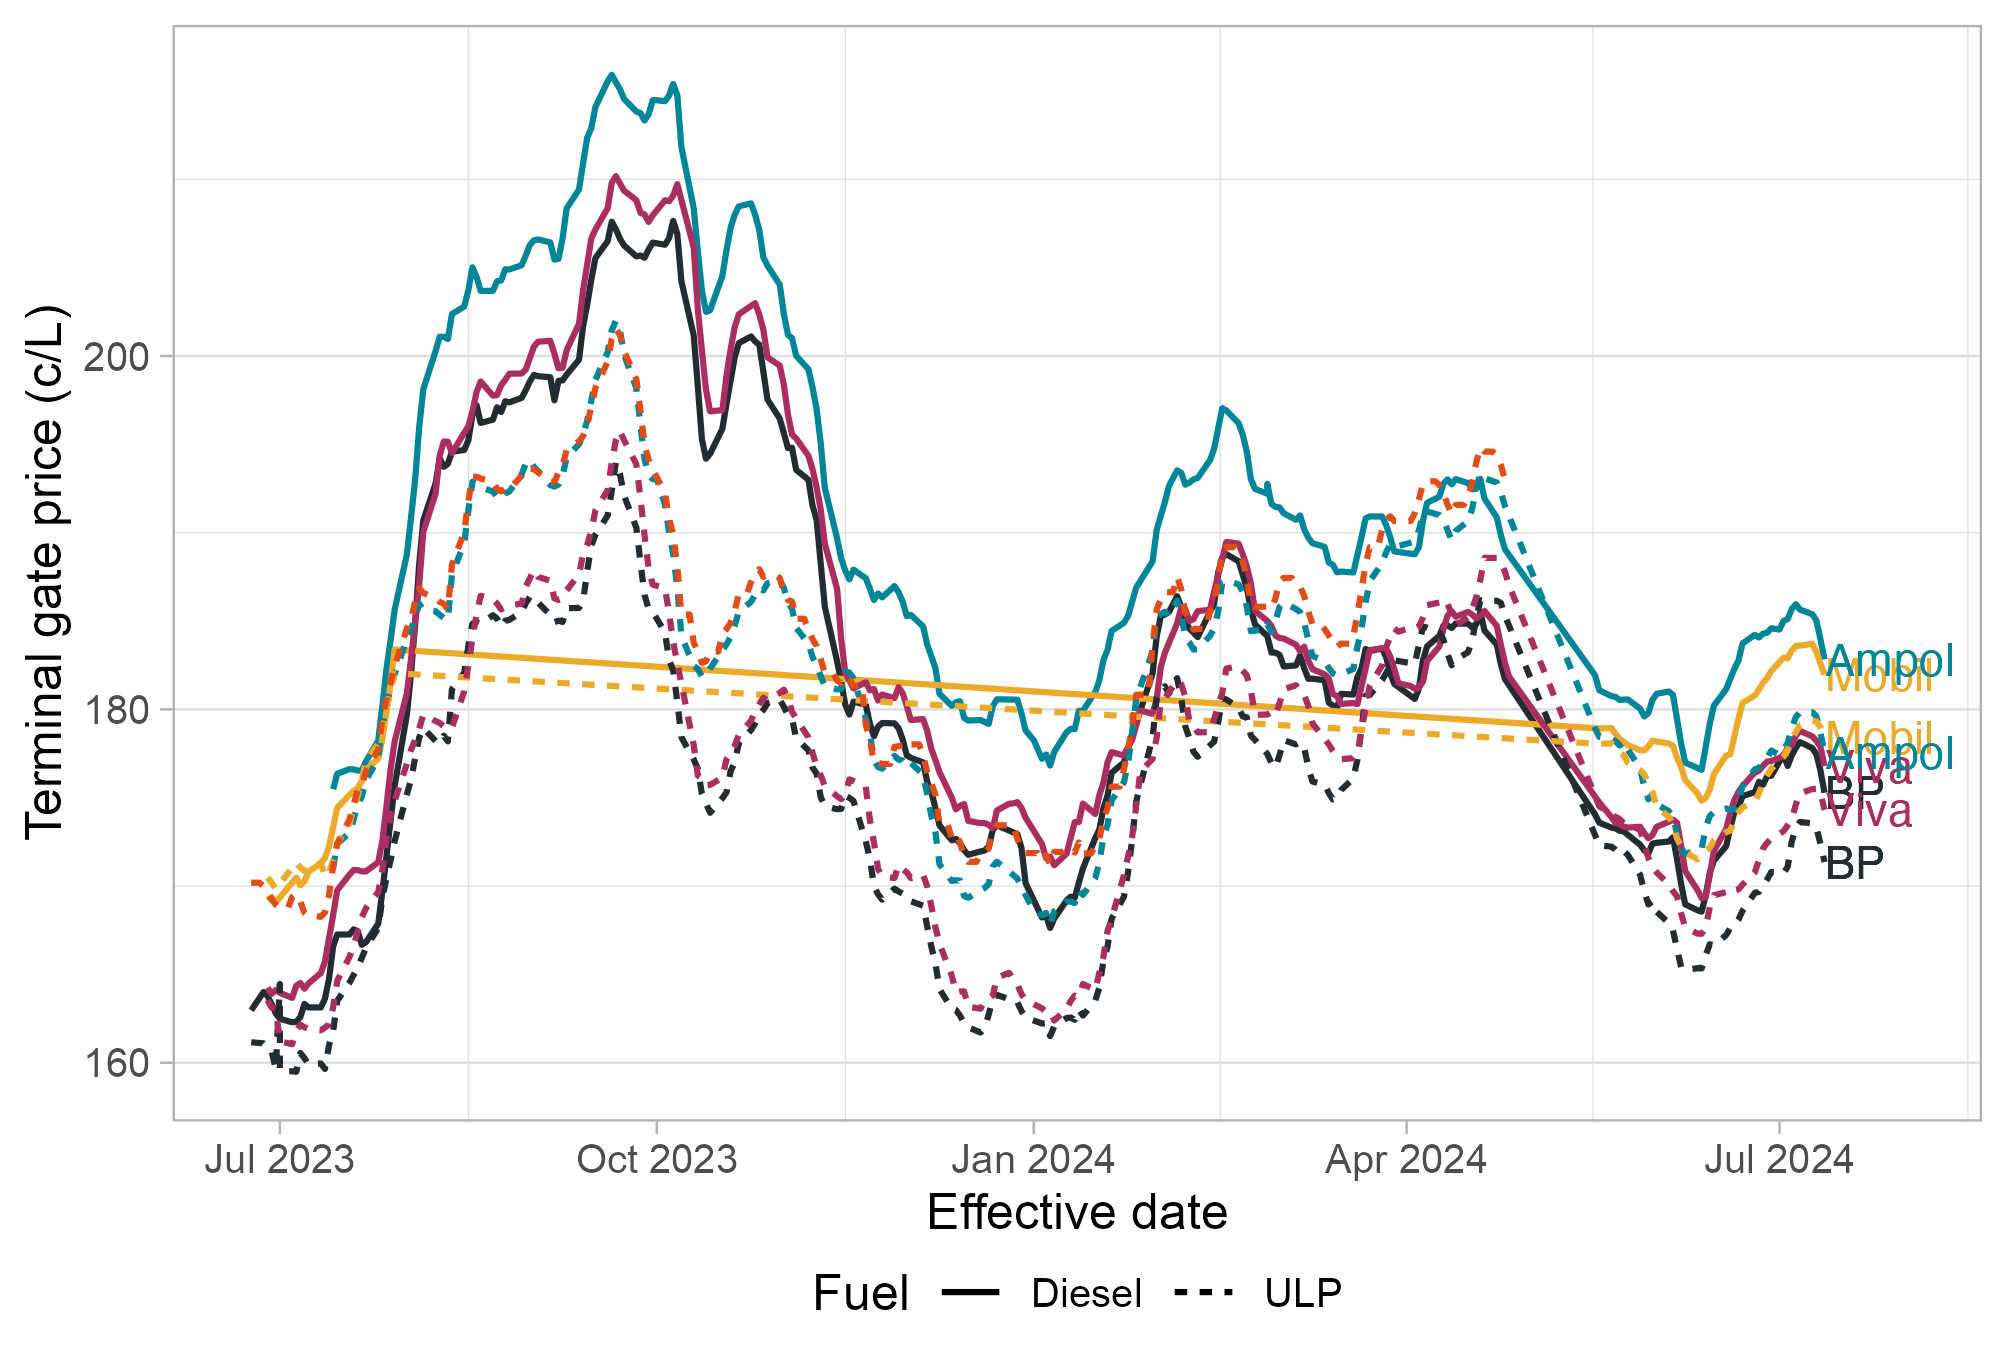 Terminal gate price (c/L)
200
180
160
Ampol
Mobil
Mobil
Ampol
Viva
BP
Viva
BP
Jul 2023
Oct 2023
Jan 2024
Apr 2024
Jul 2024
Effective date
Fuel
Diesel
ULP